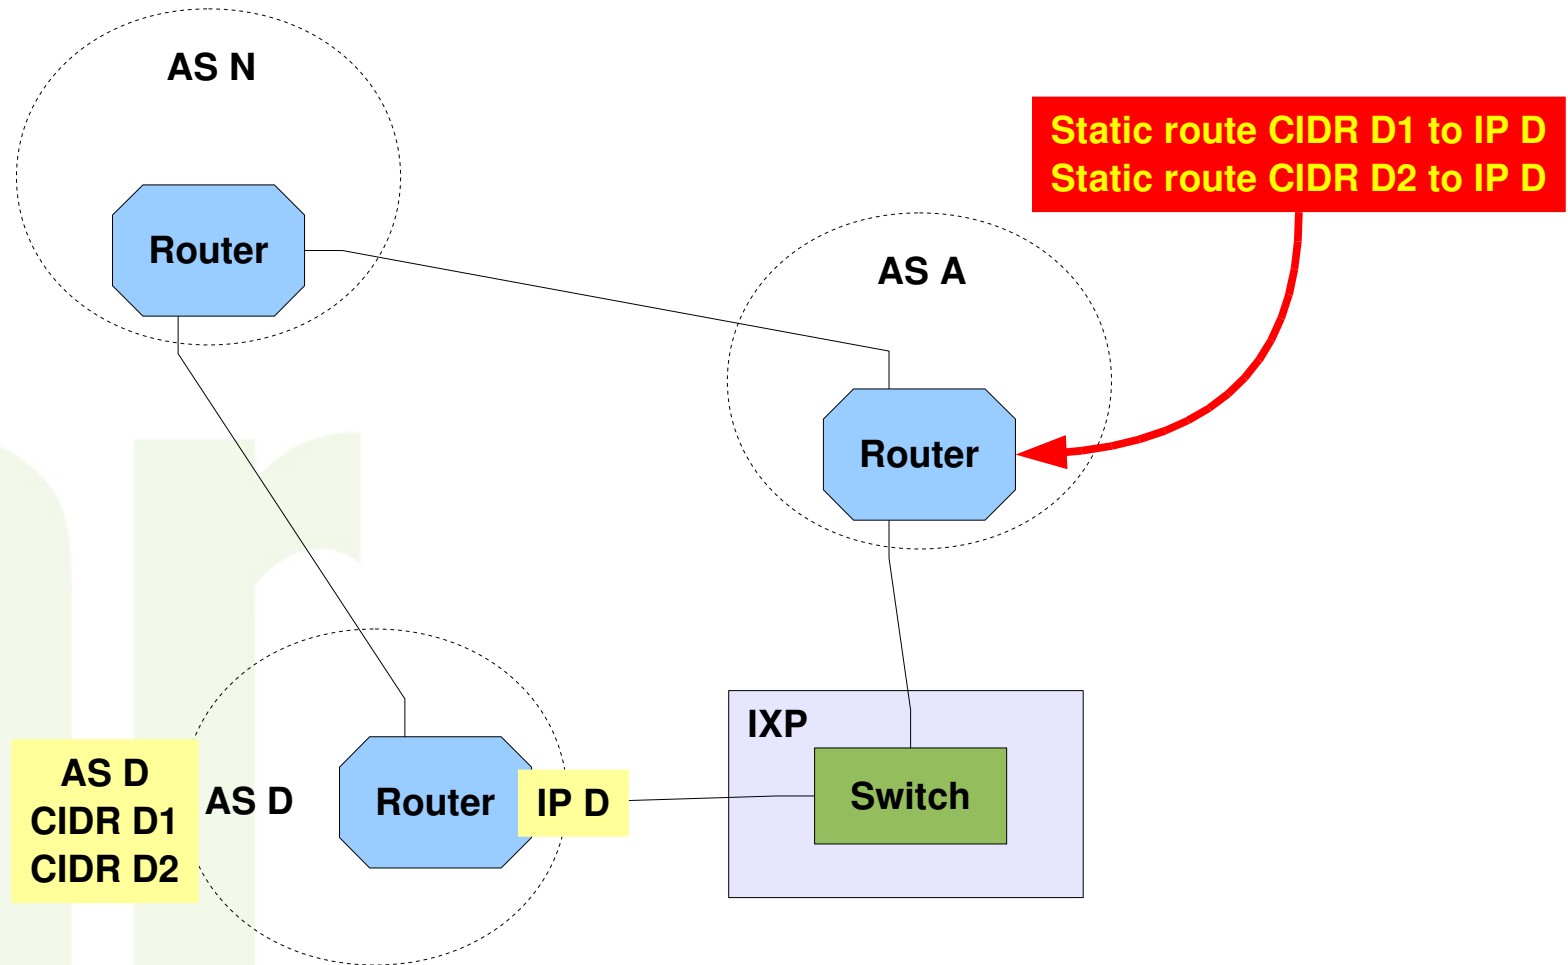 AS N
Router
Static route CIDR D1 to IP D
Static route CIDR D2 to IP D
AS A
Router
IXP
Switch
AS D
CIDR D1
CIDR D2
AS D
Router
IP D